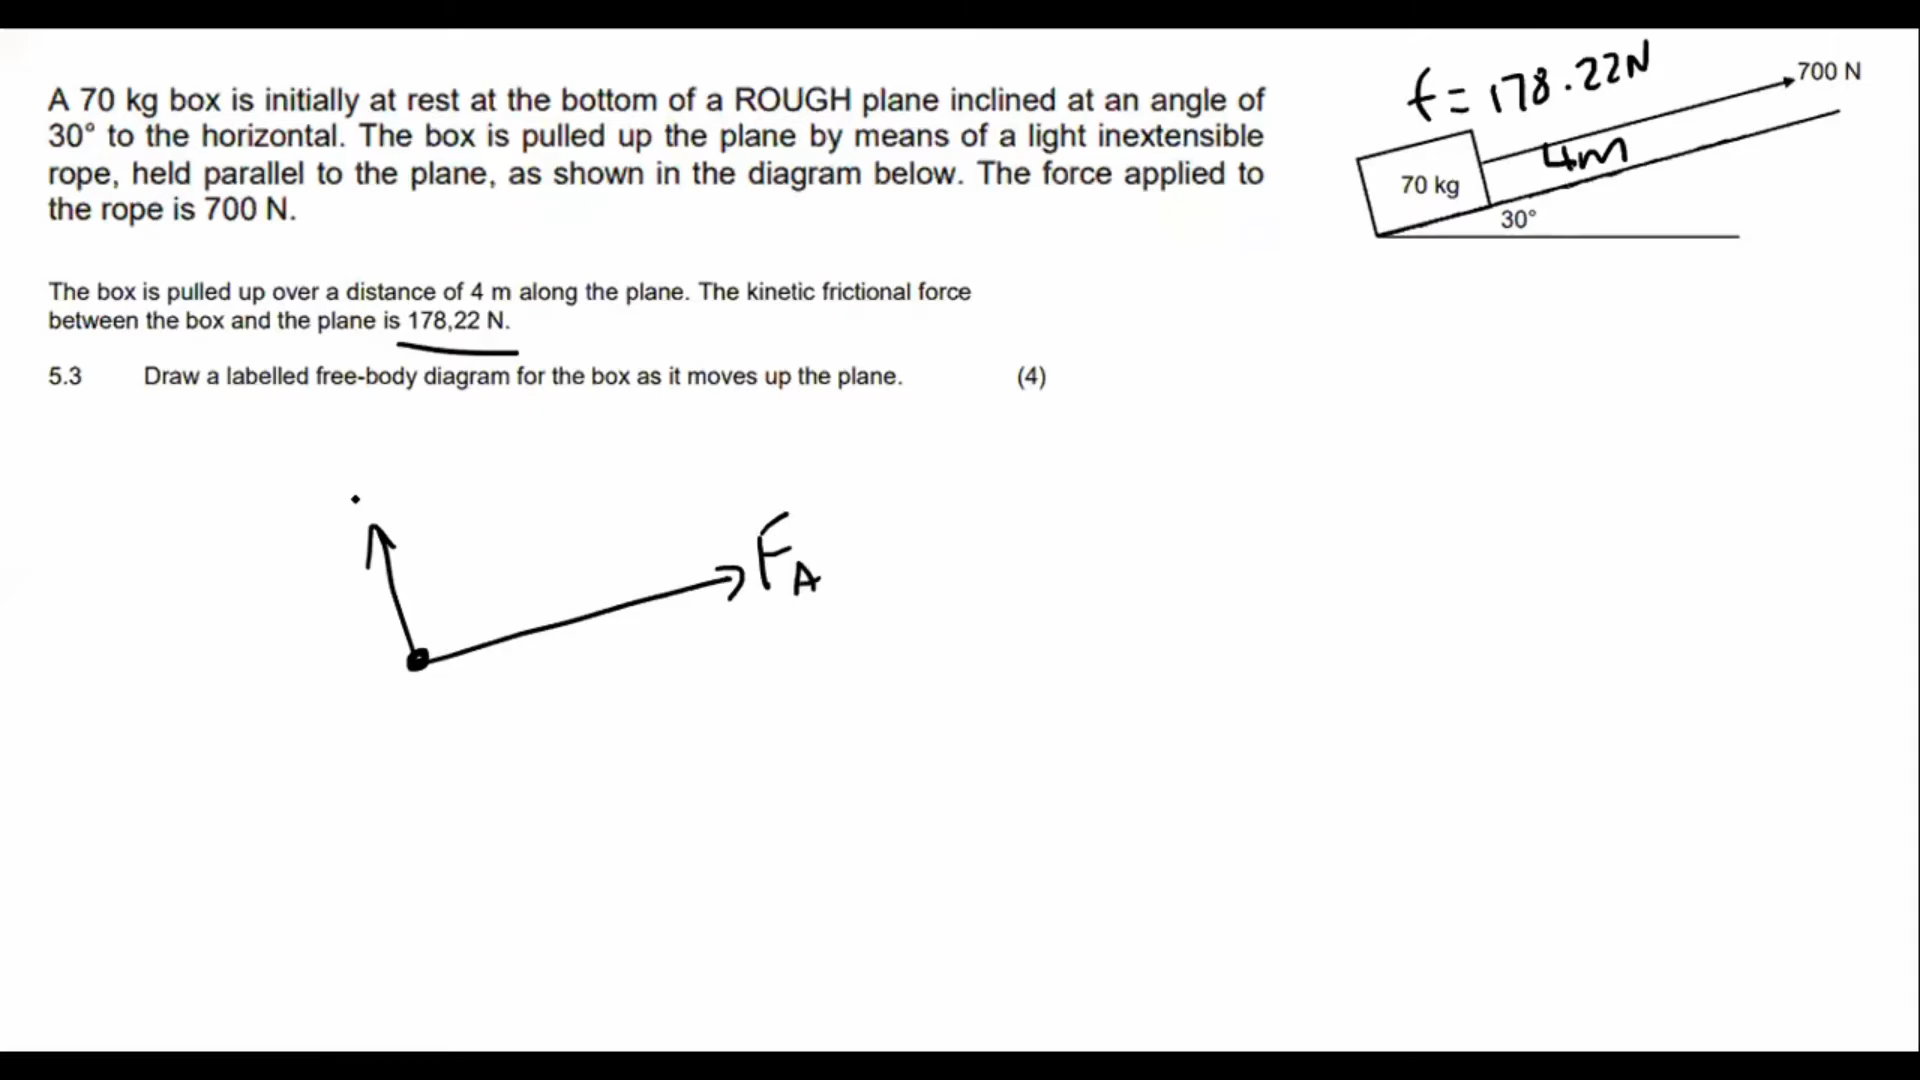 A 70 kg box is initially at rest at the bottom of a ROUGH plane inclined at an angle of
30° to the horizontal. The box is pulled up the plane by means of a light inextensible
rope, held parallel to the plane, as shown in the diagram below. The force applied to
the rope is 700 N.
f = 178.22N
700 N
4m
70 kg
30°
The box is pulled up over a distance of 4 m along the plane. The kinetic frictional force
between the box and the plane is 178,22 N.
5.3 Draw a labelled free-body diagram for the box as it moves up the plane. (4)
FA